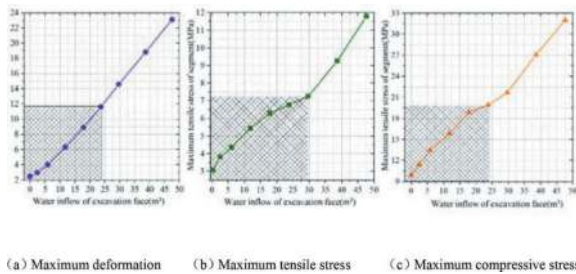 24
22
20
18
16
14
12
10
8
6
4
2
0 5 10 15 20 25 30 35 40 45 50
Water inflow of excavation face(m³)
Maximum tensile stress of segment(MPa)
12
11
10
9
8
7
6
5
4
3
0 5 10 15 20 25 30 35 40 45 50
Water inflow of excavation face(m³)
Maximum tensile stress of segment(MPa)
33
30
27
24
21
18
15
12
9
0 5 10 15 20 25 30 35 40 45 50
Water inflow of excavation face(m³)
(a) Maximum deformation
(b) Maximum tensile stress
(c) Maximum compressive stress